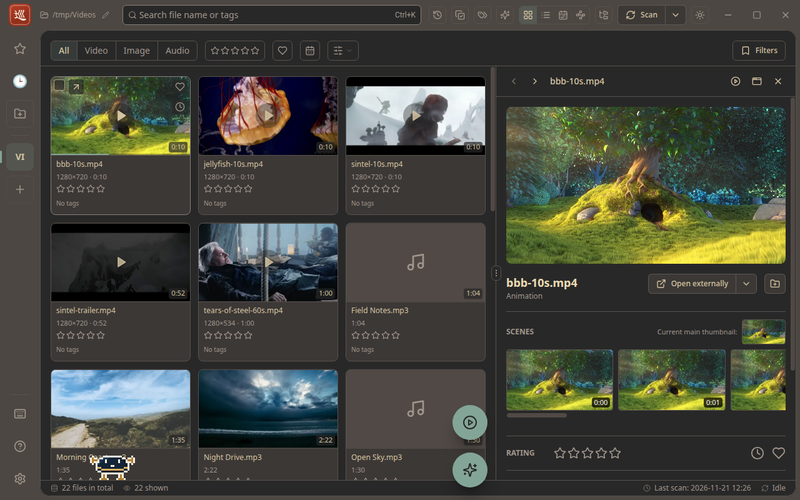 /tmp/Videos
Search file name or tags
Ctrl+K
Scan
All
Video
Image
Audio
Filters
VI
0:10
bbb-10s.mp4
1280×720 · 0:10
No tags
0:10
jellyfish-10s.mp4
1280×720 · 0:10
No tags
0:10
sintel-10s.mp4
1280×720 · 0:10
No tags
0:52
sintel-trailer.mp4
1280×720 · 0:52
No tags
1:00
tears-of-steel-60s.mp4
1280×534 · 1:00
No tags
1:04
Field Notes.mp3
1:04
No tags
1:35
Morning
1:35
2:22
Night Drive.mp3
2:22
Open Sky.mp3
1:30
bbb-10s.mp4
bbb-10s.mp4
Animation
Open externally
SCENES
Current main thumbnail:
0:00
0:01
RATING
22 files in total
22 shown
Last scan: 2026-11-21 12:26
Idle